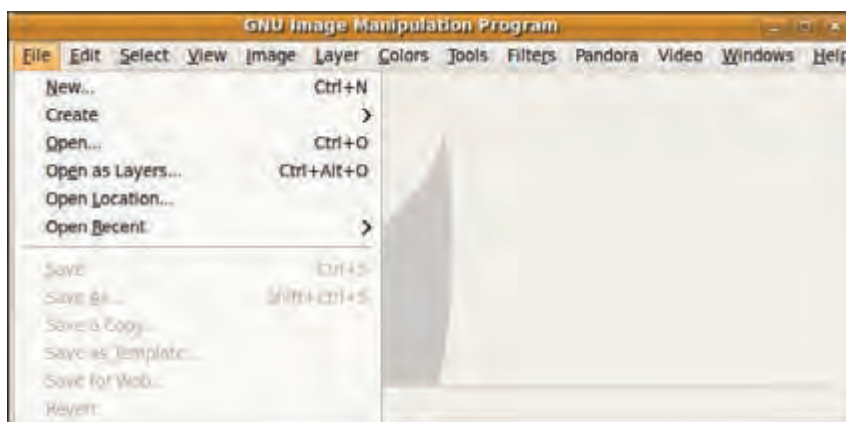 GNU Image Manipulation Program
File Edit Select View Image Layer Colors Tools Filters Pandora Video Windows Help
New... Ctrl+N
Create
Open... Ctrl+O
Open as Layers... Ctrl+Alt+O
Open Location...
Open Recent
Save Ctrl+S
Save As... Shift+Ctrl+S
Save a Copy...
Save as Template...
Save for Web...
Revert